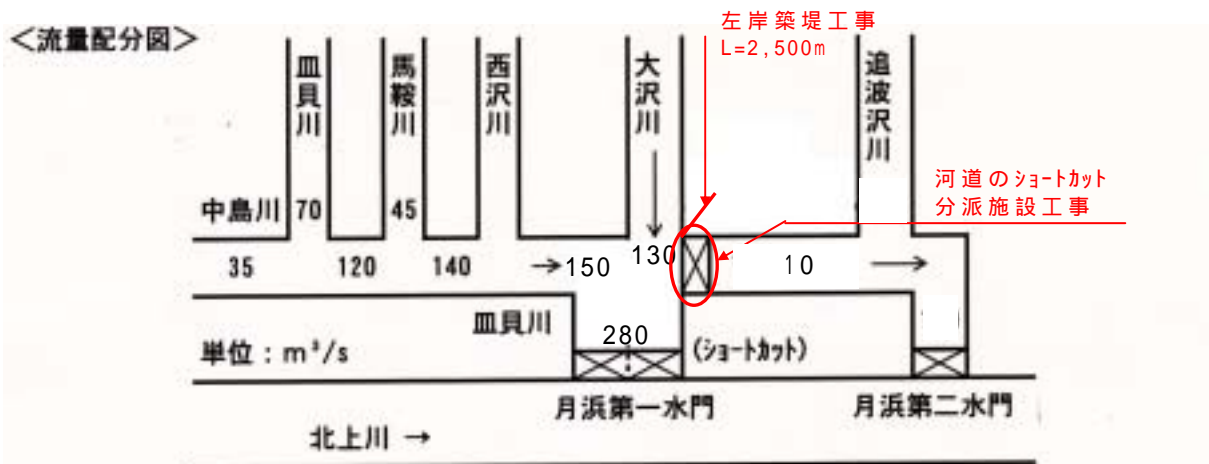 <流量配分図>
左岸築堤工事
L=2,500m
皿貝川
馬鞍川
西沢川
大沢川
追波沢川
河道のショートカット
分派施設工事
中島川
70
45
35
120
140
→150
130
10
皿貝川
280
(ショートカット)
単位：m³/s
月浜第一水門
月浜第二水門
北上川 →